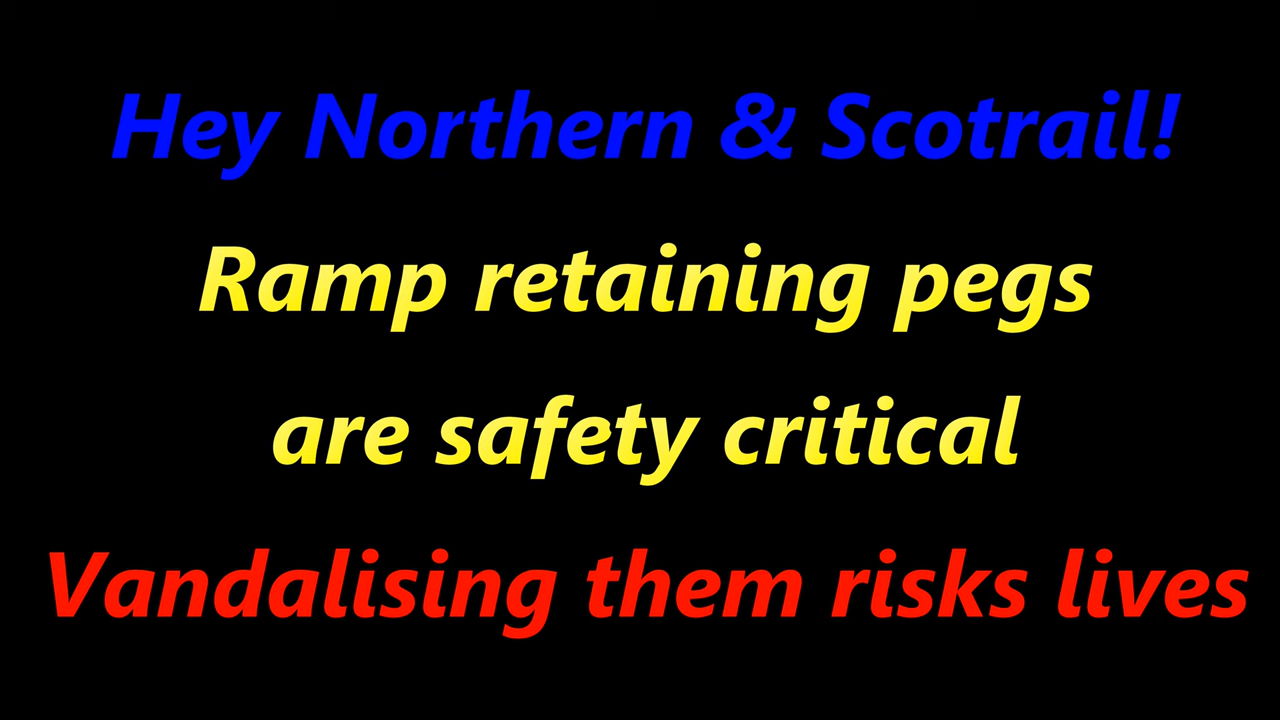 Hey Northern & Scotrail!
Ramp retaining pegs
are safety critical
Vandalising them risks lives